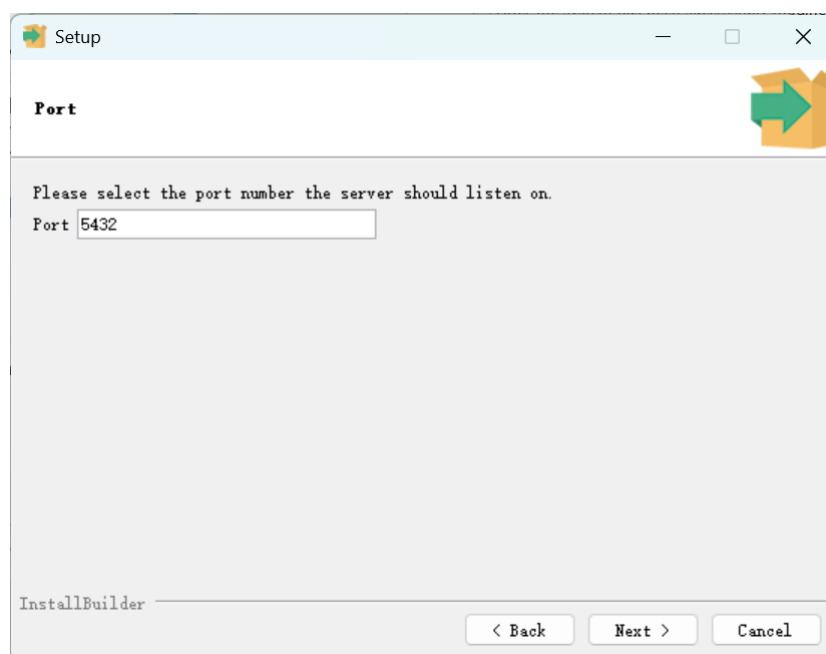 Setup
Port
Please select the port number the server should listen on.
Port 5432
InstallBuilder
< Back Next > Cancel